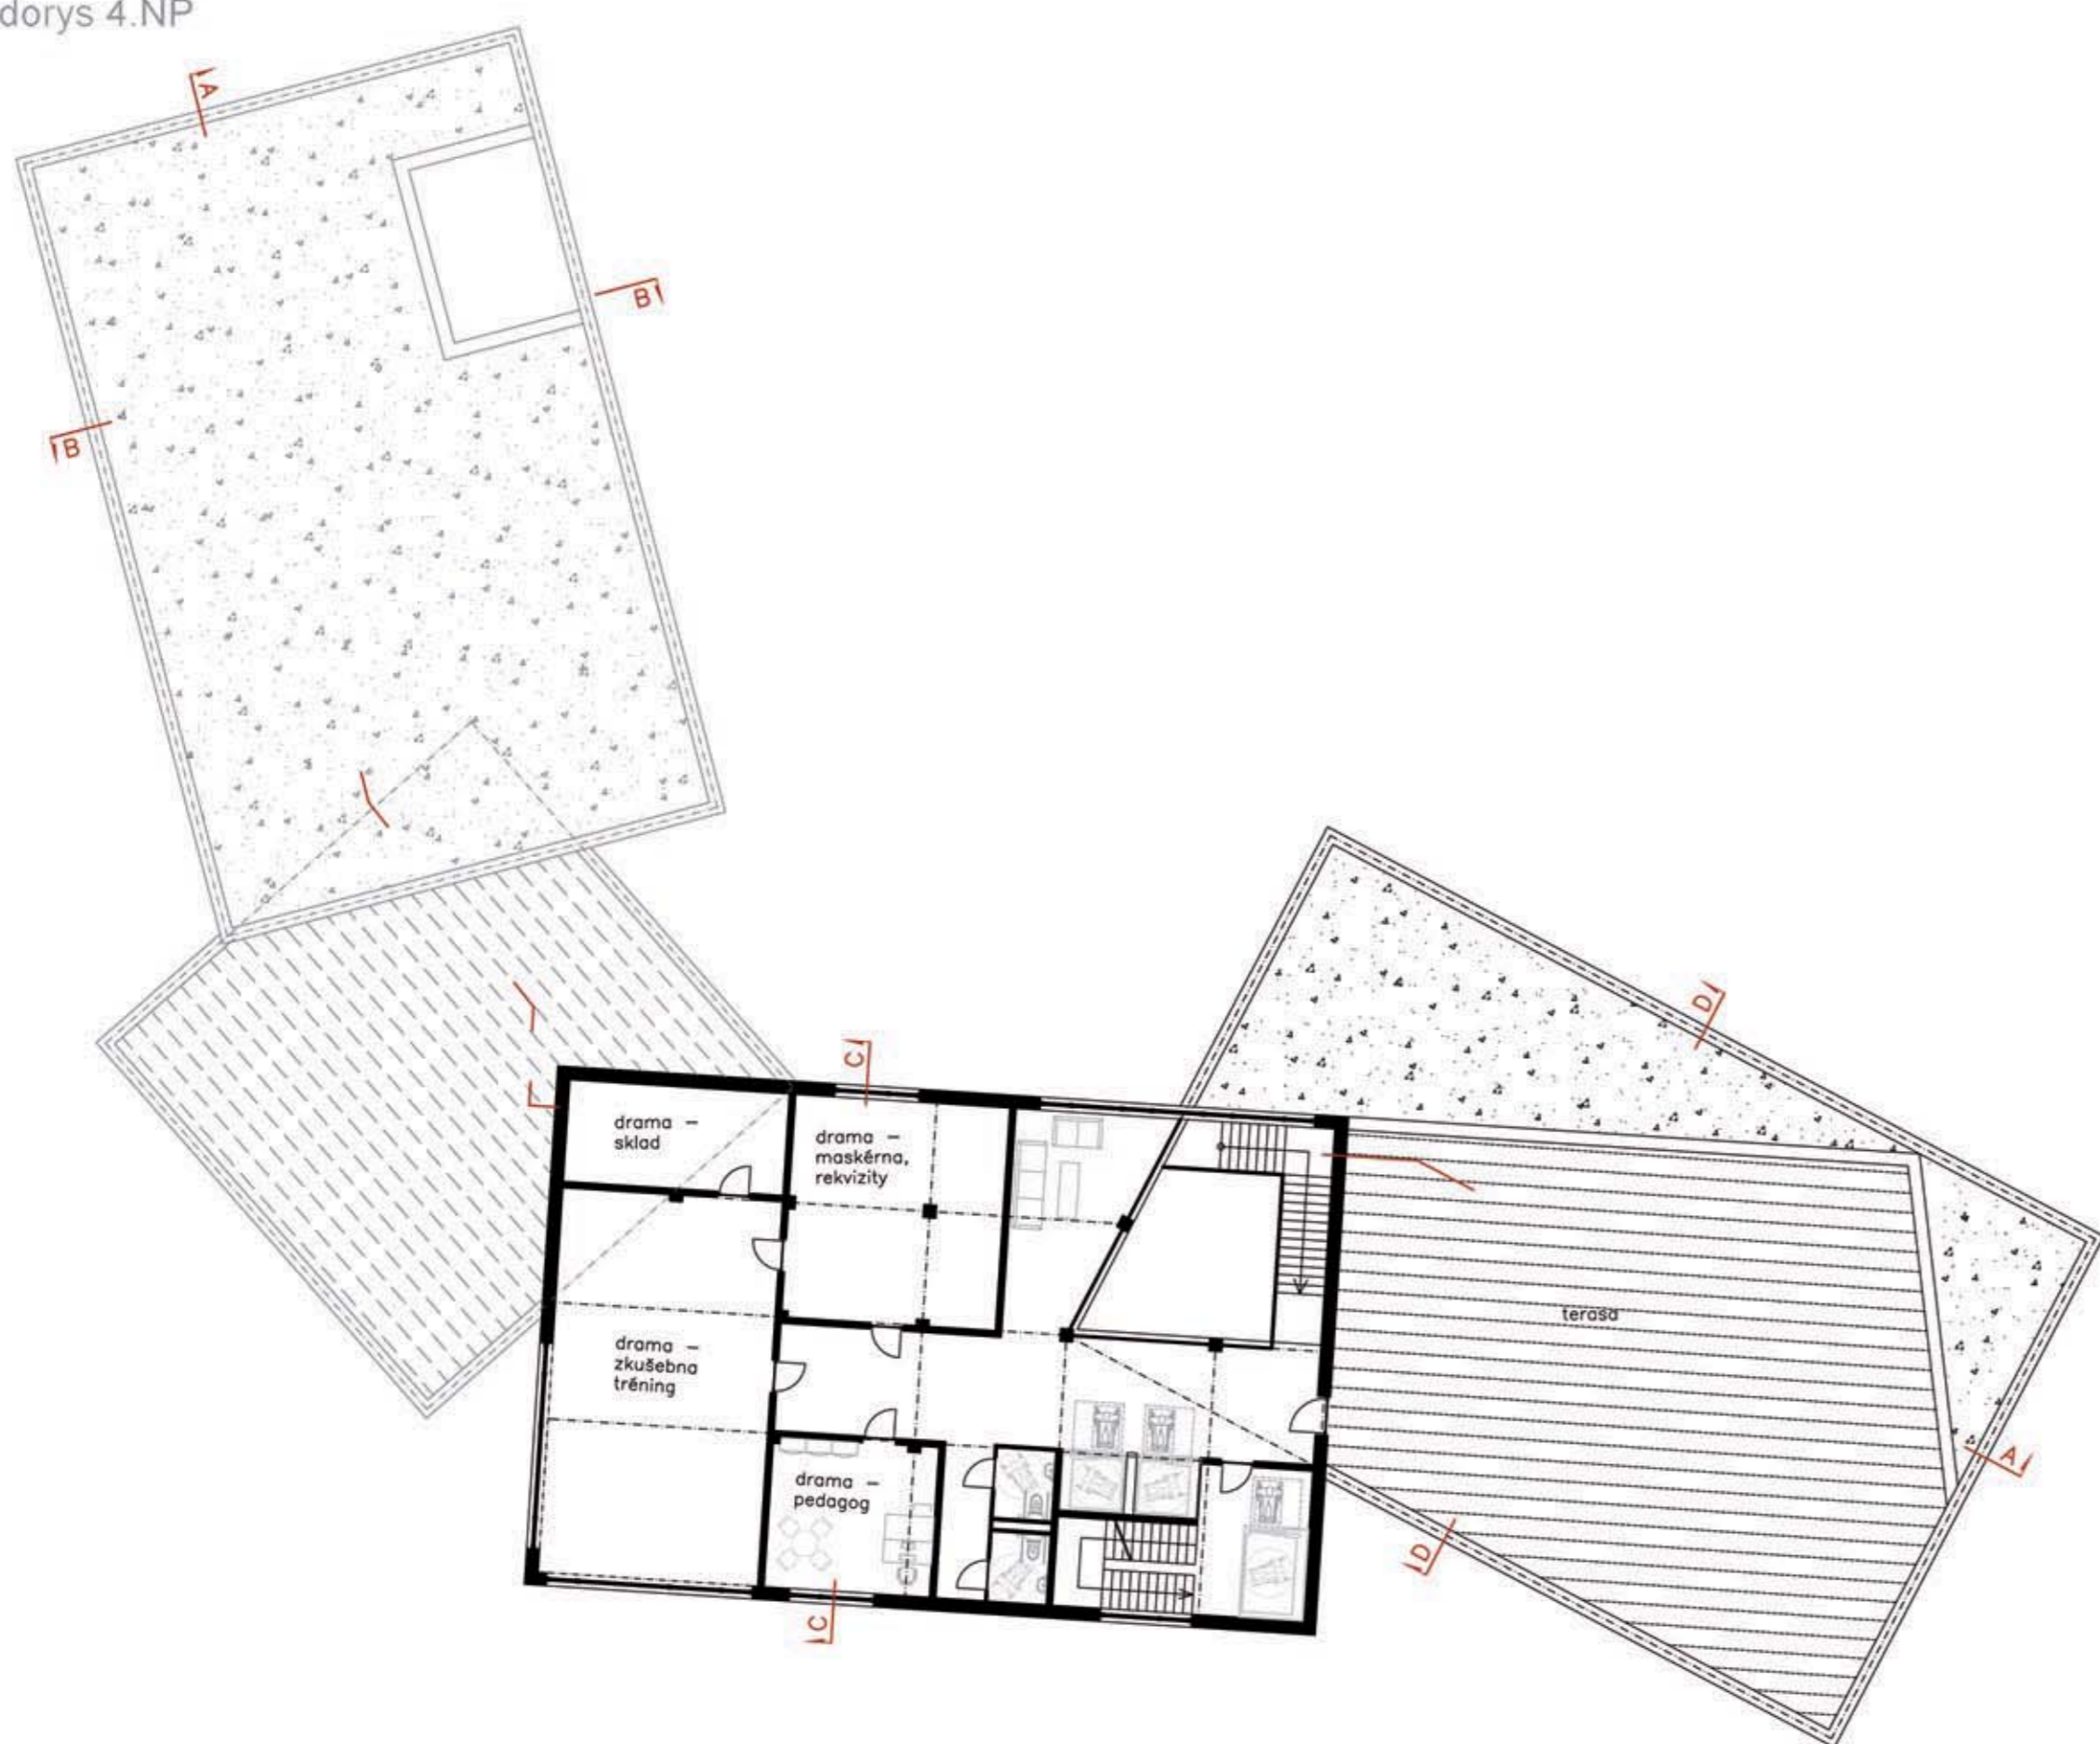 dorys 4.NP
A
B
B
D
C
drama –
sklad
drama –
maskérna,
rekvizity
terasa
drama –
zkušebna
tréning
A
drama –
pedagog
D
C